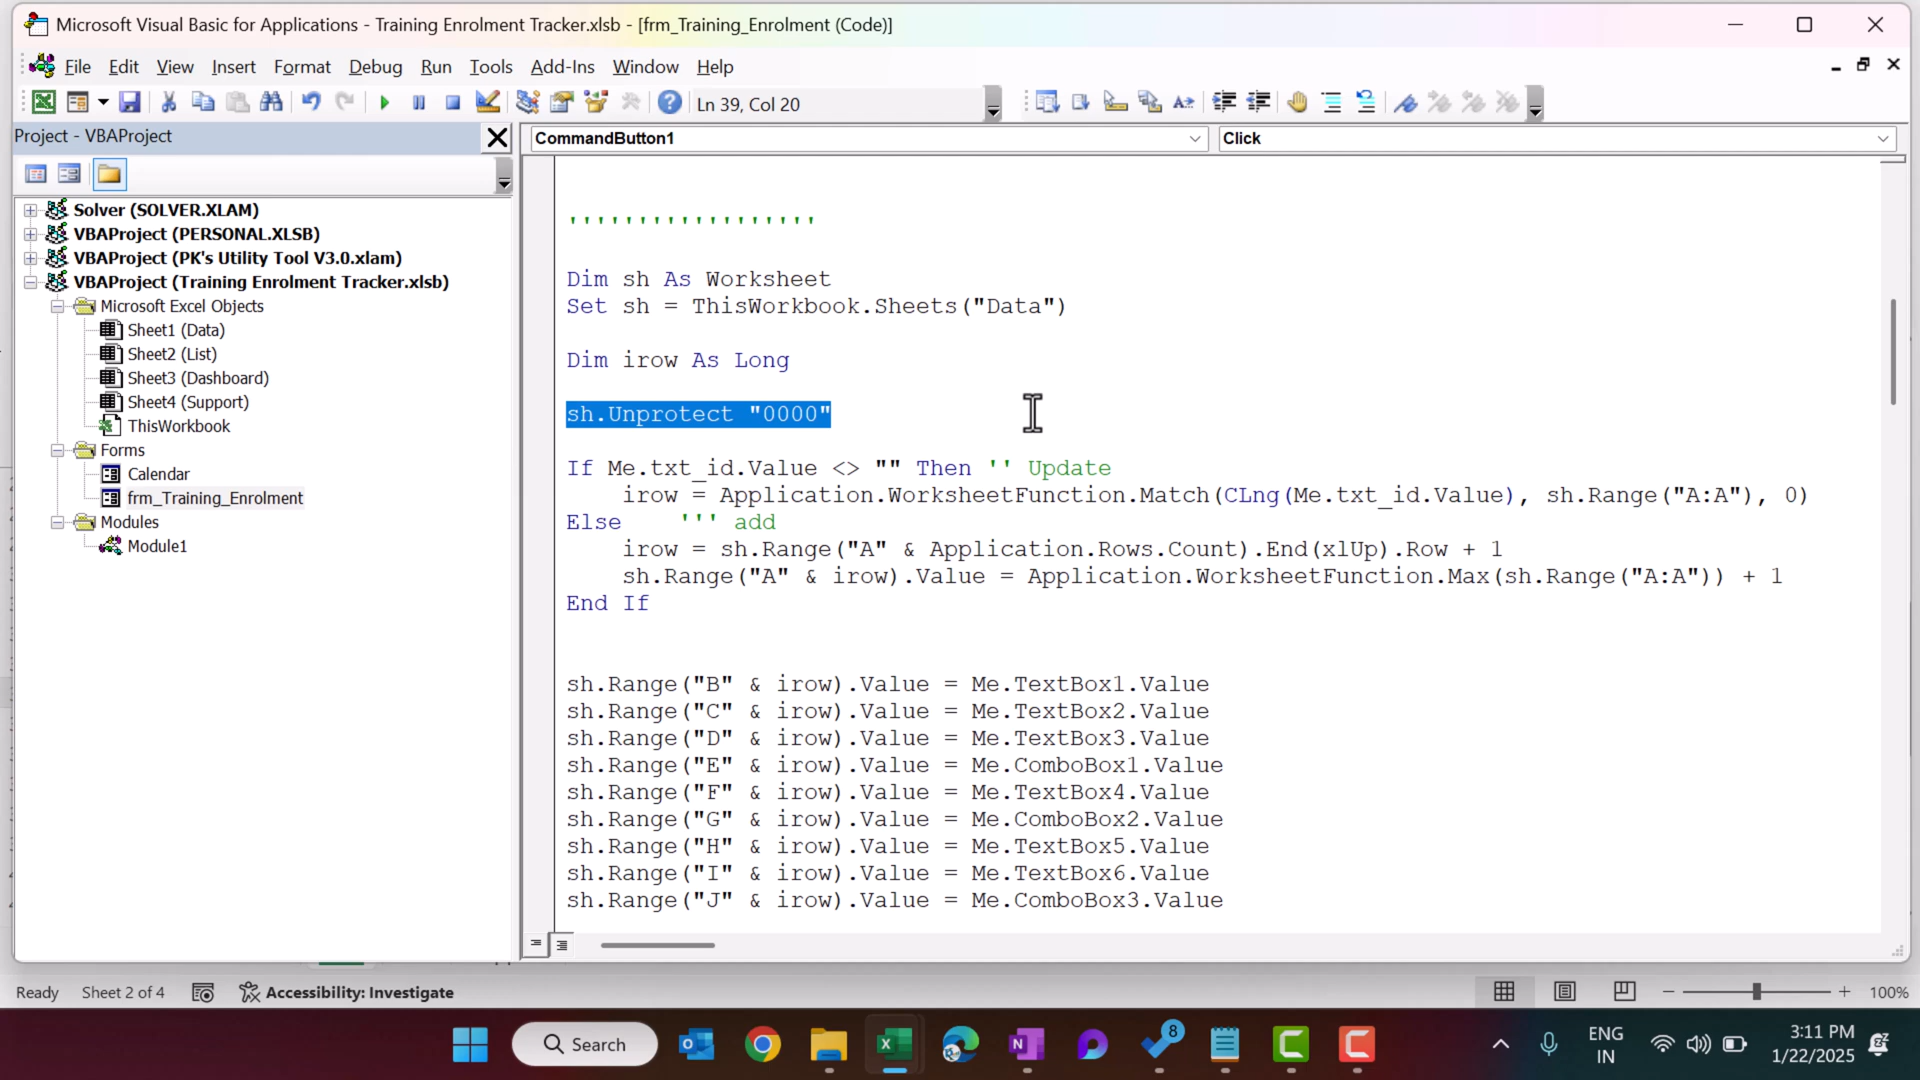 Microsoft Visual Basic for Applications - Training Enrolment Tracker.xlsb - [frm_Training_Enrolment (Code)]
File Edit View Insert Format Debug Run Tools Add-Ins Window Help
Ln 39, Col 20
Project - VBAProject
CommandButton1
Click
Solver (SOLVER.XLAM)
VBAProject (PERSONAL.XLSB)
VBAProject (PK's Utility Tool V3.0.xlam)
VBAProject (Training Enrolment Tracker.xlsb)
Microsoft Excel Objects
Sheet1 (Data)
Sheet2 (List)
Sheet3 (Dashboard)
Sheet4 (Support)
ThisWorkbook
Forms
Calendar
frm_Training_Enrolment
Modules
Module1
''''''''''''''''''
Dim sh As Worksheet
Set sh = ThisWorkbook.Sheets("Data")
Dim irow As Long
sh.Unprotect "0000"
If Me.txt_id.Value <> "" Then '' Update
irow = Application.WorksheetFunction.Match(CLng(Me.txt_id.Value), sh.Range("A:A"), 0)
Else ''' add
irow = sh.Range("A" & Application.Rows.Count).End(xlUp).Row + 1
sh.Range("A" & irow).Value = Application.WorksheetFunction.Max(sh.Range("A:A")) + 1
End If
sh.Range("B" & irow).Value = Me.TextBox1.Value
sh.Range("C" & irow).Value = Me.TextBox2.Value
sh.Range("D" & irow).Value = Me.TextBox3.Value
sh.Range("E" & irow).Value = Me.ComboBox1.Value
sh.Range("F" & irow).Value = Me.TextBox4.Value
sh.Range("G" & irow).Value = Me.ComboBox2.Value
sh.Range("H" & irow).Value = Me.TextBox5.Value
sh.Range("I" & irow).Value = Me.TextBox6.Value
sh.Range("J" & irow).Value = Me.ComboBox3.Value
Ready Sheet 2 of 4 Accessibility: Investigate 100%
Search
8
ENG
IN
3:11 PM
1/22/2025